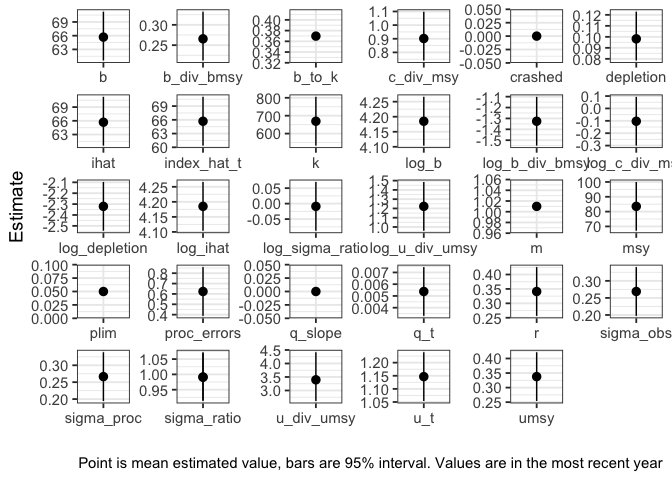 69 66 63
0.30 0.25
0.40 0.38 0.36 0.34 0.32
1.1 1.0 0.9 0.8
0.050 0.025 0.000 -0.025 -0.050
0.12 0.11 0.10 0.09 0.08
b b_div_bmsy b_to_k c_div_msy crashed depletion
69 66 63
69 66 63 60
800 700 600
4.25 4.20 4.15 4.10
-1.1 -1.2 -1.3 -1.4 -1.5
0.1 0.0 -0.1 -0.2 -0.3
ihat index_hat_t k log_b log_b_div_bmsy log_c_div_ms
Estimate
-2.1 -2.2 -2.3 -2.4 -2.5
4.25 4.20 4.15 4.10
0.05 0.00 -0.05
1.5 1.4 1.3 1.2 1.1 1.0
1.06 1.04 1.02 1.00 0.98 0.96
100 90 80 70
log_depletion log_ihat log_sigma_ratio log_u_div_umsy m msy
0.100 0.075 0.050 0.025 0.000
0.8 0.7 0.6 0.5 0.4
0.050 0.025 0.000 -0.025 -0.050
0.007 0.006 0.005 0.004
0.40 0.35 0.30 0.25
0.30 0.25 0.20
plim proc_errors q_slope q_t r sigma_obs
0.30 0.25 0.20
1.05 1.00 0.95
4.5 4.0 3.5 3.0
1.20 1.15 1.10 1.05
0.40 0.35 0.30 0.25
sigma_proc sigma_ratio u_div_umsy u_t umsy
Point is mean estimated value, bars are 95% interval. Values are in the most recent year